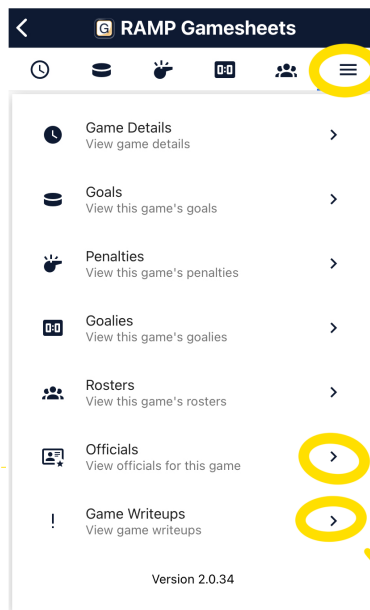 G RAMP Gamesheets
0:0
Game Details
View game details
Goals
View this game's goals
Penalties
View this game's penalties
0:0
Goalies
View this game's goalies
Rosters
View this game's rosters
Officials
View officials for this game
!
Game Writeups
View game writeups
Version 2.0.34